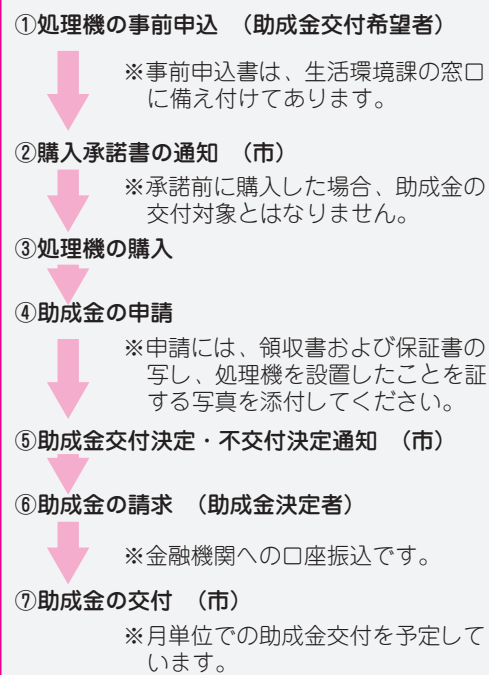 ①処理機の事前申込　（助成金交付希望者）
※事前申込書は、生活環境課の窓口
に備え付けてあります。
②購入承諾書の通知　（市）
※承諾前に購入した場合、助成金の
交付対象とはなりません。
③処理機の購入
④助成金の申請
※申請には、領収書および保証書の
写し、処理機を設置したことを証
する写真を添付してください。
⑤助成金交付決定・不交付決定通知　（市）
⑥助成金の請求　（助成金決定者）
※金融機関への口座振込です。
⑦助成金の交付　（市）
※月単位での助成金交付を予定して
います。